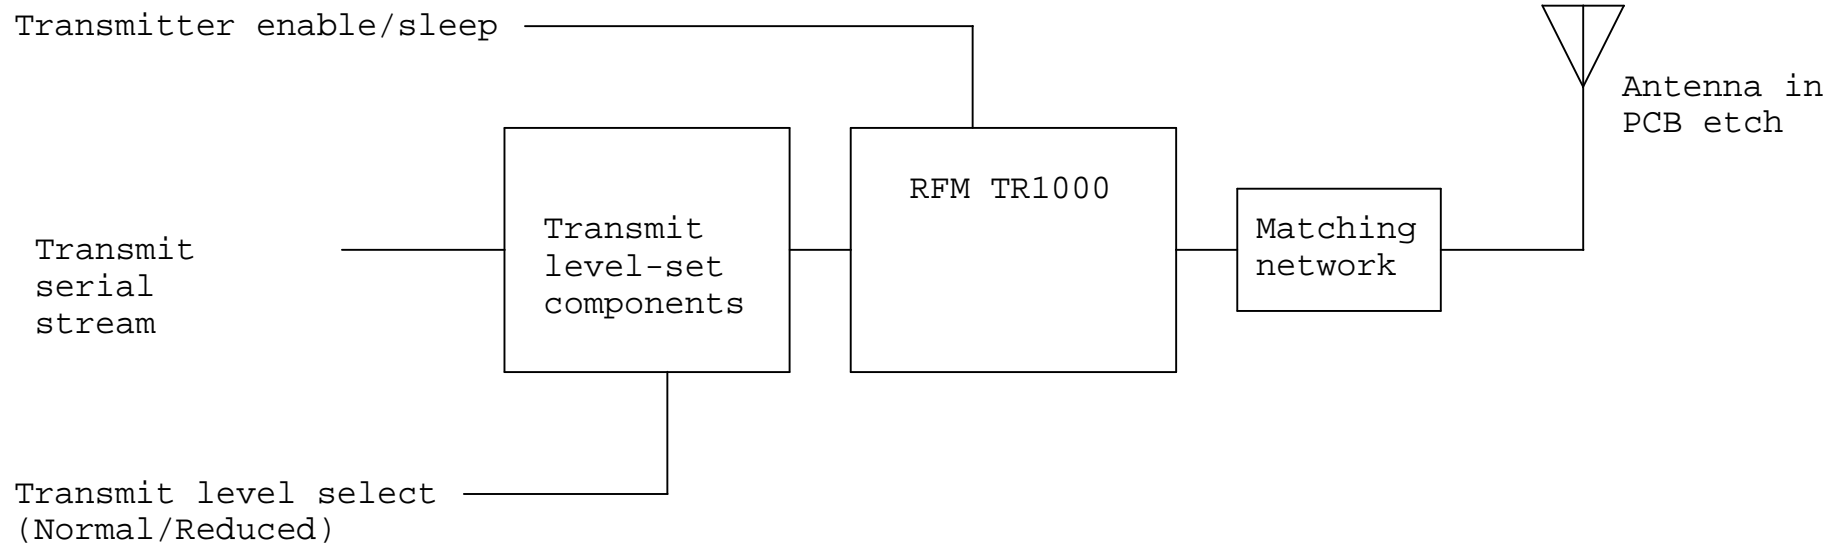 Transmitter enable/sleep
Antenna in
PCB etch
RFM TR1000
Transmit
level-set
components
Matching
network
Transmit
serial
stream
Transmit level select
(Normal/Reduced)